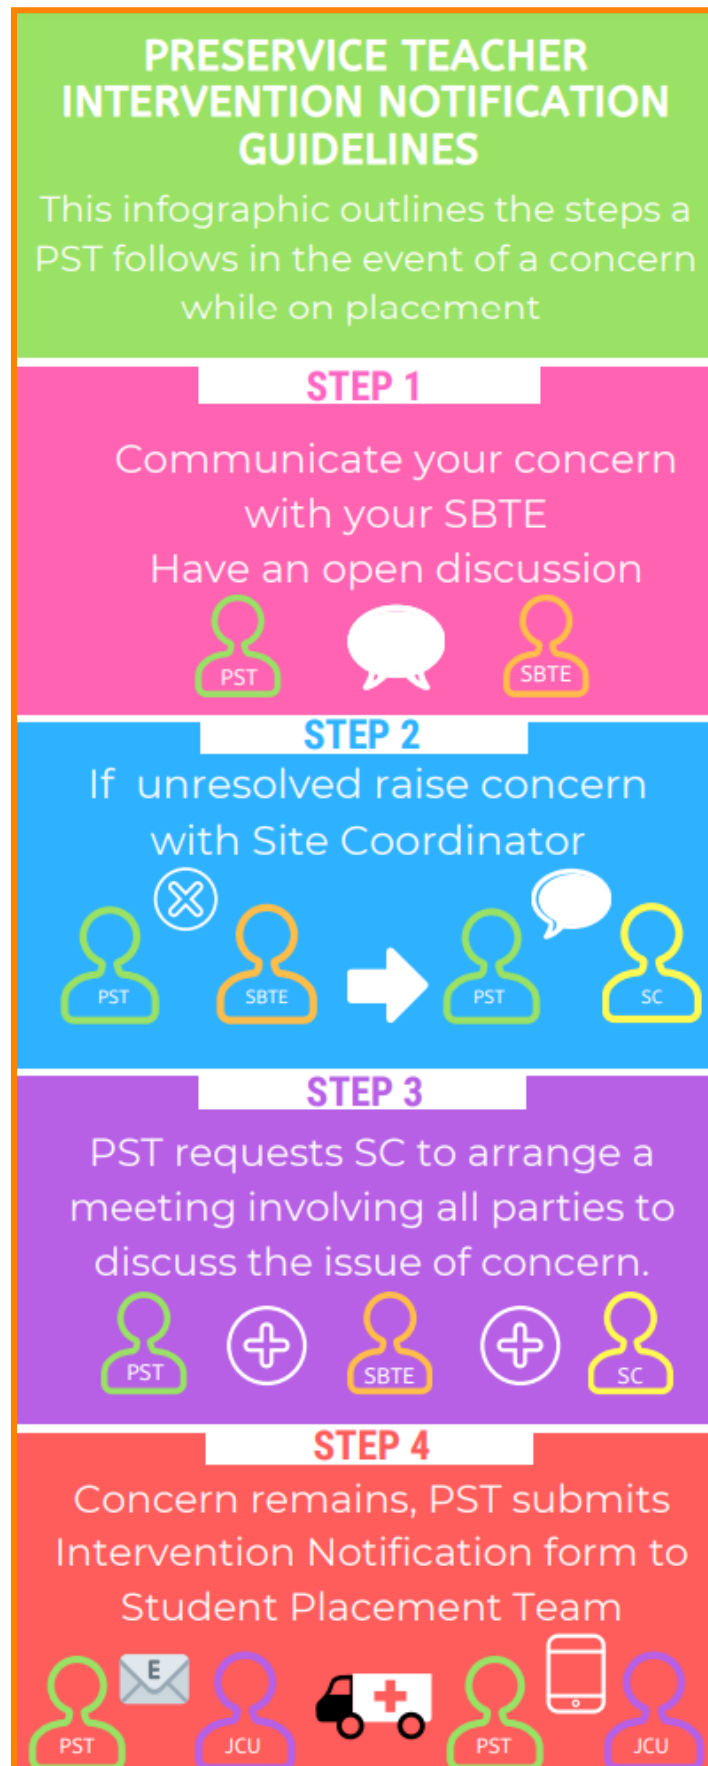 PRESERVICE TEACHER
INTERVENTION NOTIFICATION
GUIDELINES
This infographic outlines the steps a
PST follows in the event of a concern
while on placement
STEP 1
Communicate your concern
with your SBTE
Have an open discussion
PST SBTE
STEP 2
If unresolved raise concern
with Site Coordinator
PST SBTE PST SC
STEP 3
PST requests SC to arrange a
meeting involving all parties to
discuss the issue of concern.
PST SBTE SC
STEP 4
Concern remains, PST submits
Intervention Notification form to
Student Placement Team
E
PST JCU PST JCU